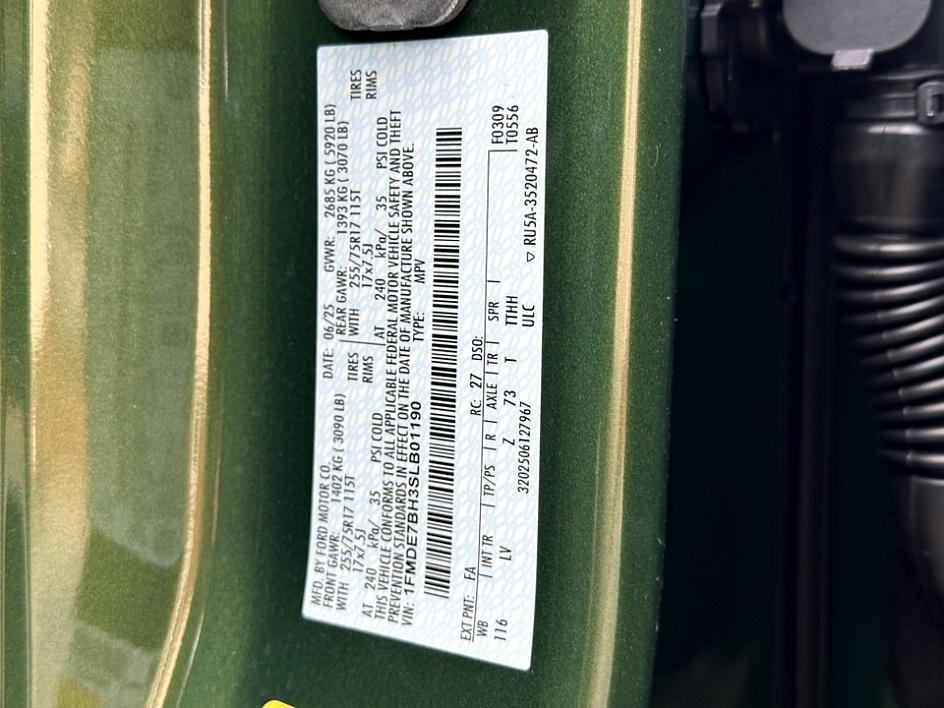 MFD. BY FORD MOTOR CO.
DATE: 06/25 GVWR: 2685 KG ( 5920 LB)
FRONT GAWR: 1402 KG ( 3090 LB) REAR GAWR: 1393 KG ( 3070 LB)
WITH 255/75R17 115T TIRES WITH 255/75R17 115T TIRES
17x7.5J RIMS 17x7.5J RIMS
AT 240 kPa/ 35 PSI COLD AT 240 kPa/ 35 PSI COLD
THIS VEHICLE CONFORMS TO ALL APPLICABLE FEDERAL MOTOR VEHICLE SAFETY AND THEFT
PREVENTION STANDARDS IN EFFECT ON THE DATE OF MANUFACTURE SHOWN ABOVE.
VIN: 1FMDE7BH3SLB01190 TYPE: MPV
EXT PNT: FA RC: 27 DSO: F0309
WB INT TR TP/PS R AXLE TR SPR T0556
116 LV Z 73 T TTHH
3202506127967 ULC ▽ RU5A-3520472-AB